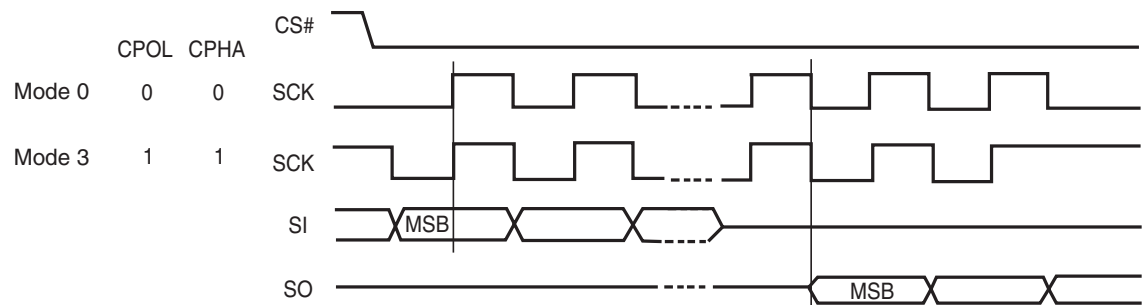 CS#
CPOL CPHA
Mode 0 0 0 SCK
Mode 3 1 1 SCK
SI MSB
SO MSB